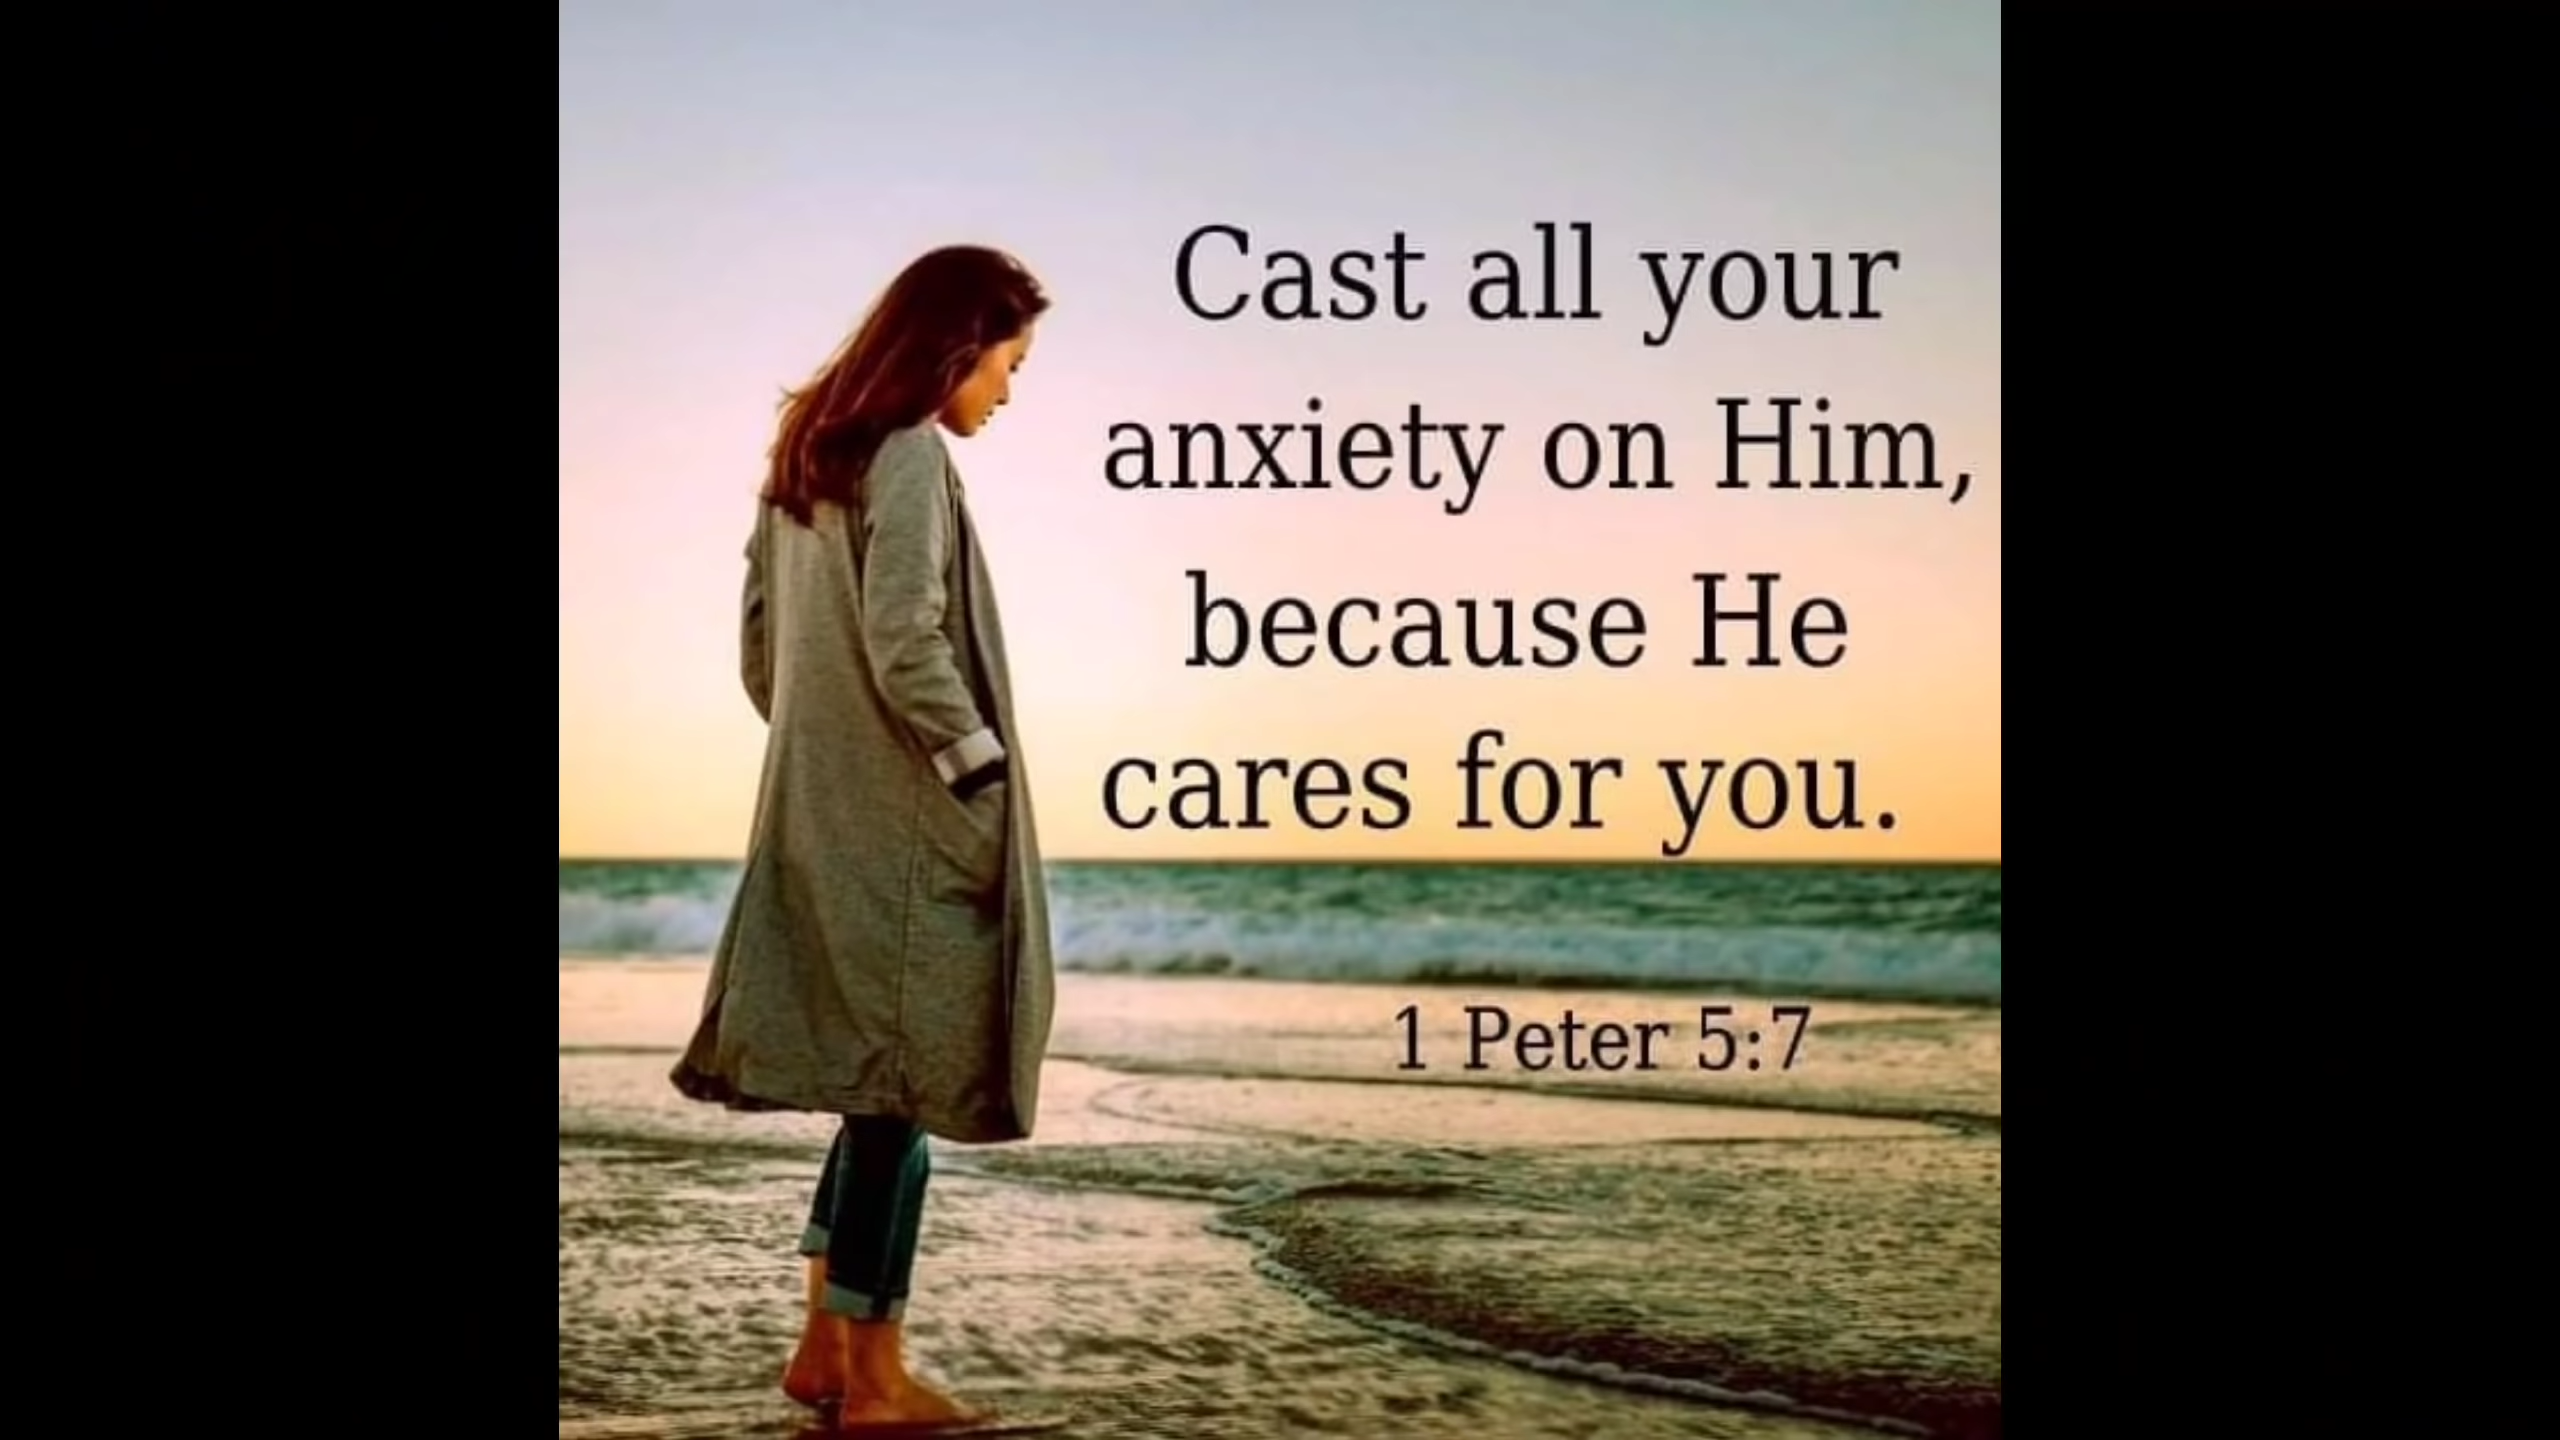 Cast all your
anxiety on Him,
because He
cares for you.
1 Peter 5:7